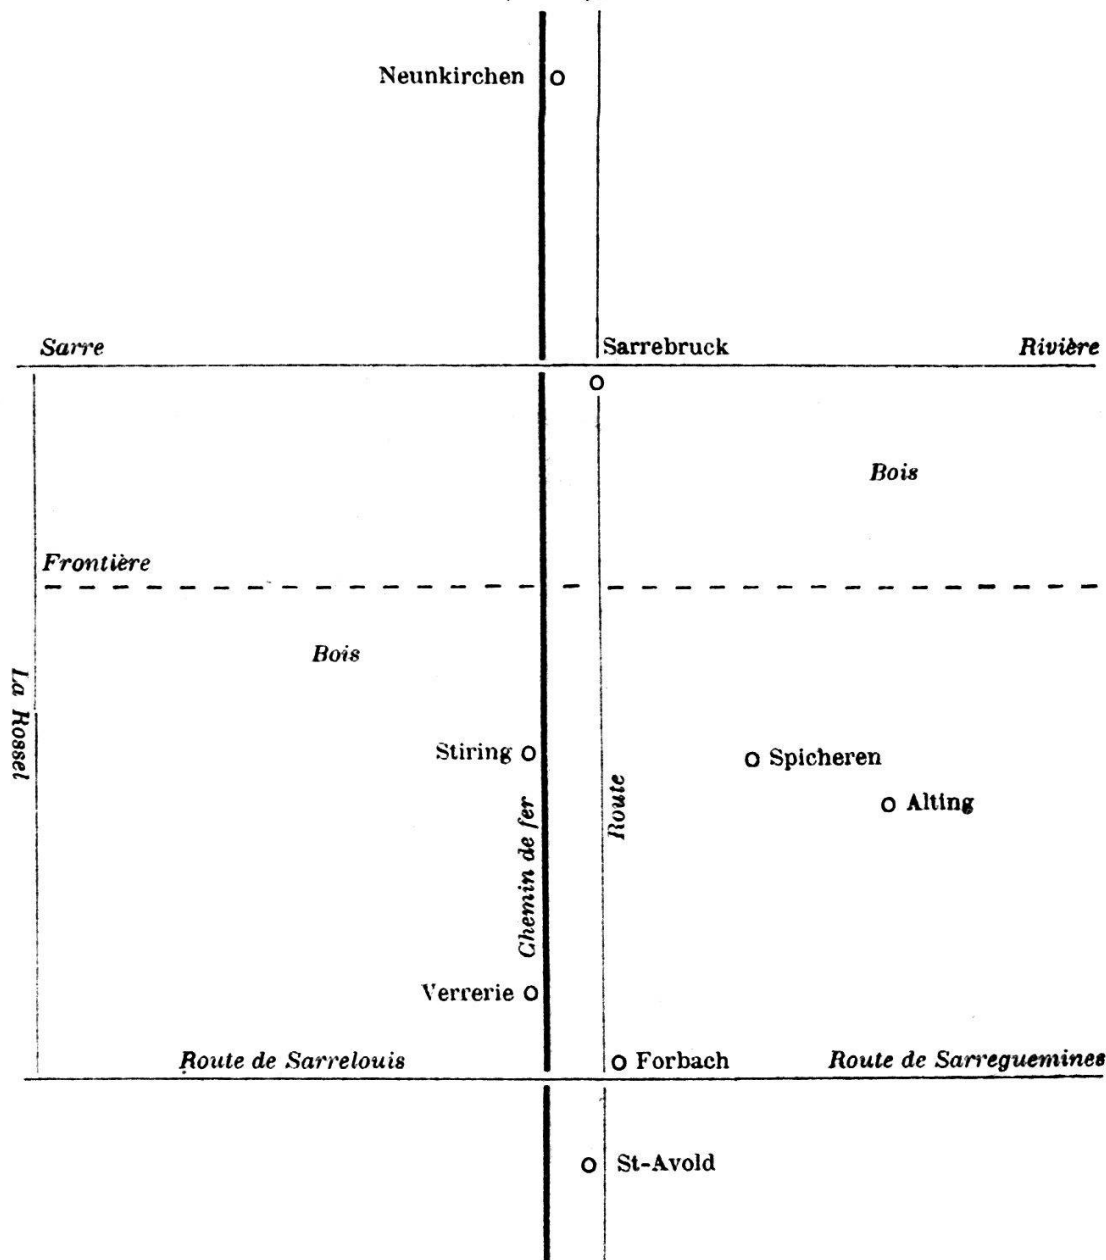 Neunkirchen
Sarre
Sarrebruck
Rivière
Bois
Frontière
Bois
La Rossel
Stiring
Spicheren
Alting
Chemin de fer
Route
Verrerie
Route de Sarrelouis
Forbach
Route de Sarreguemines
St-Avold